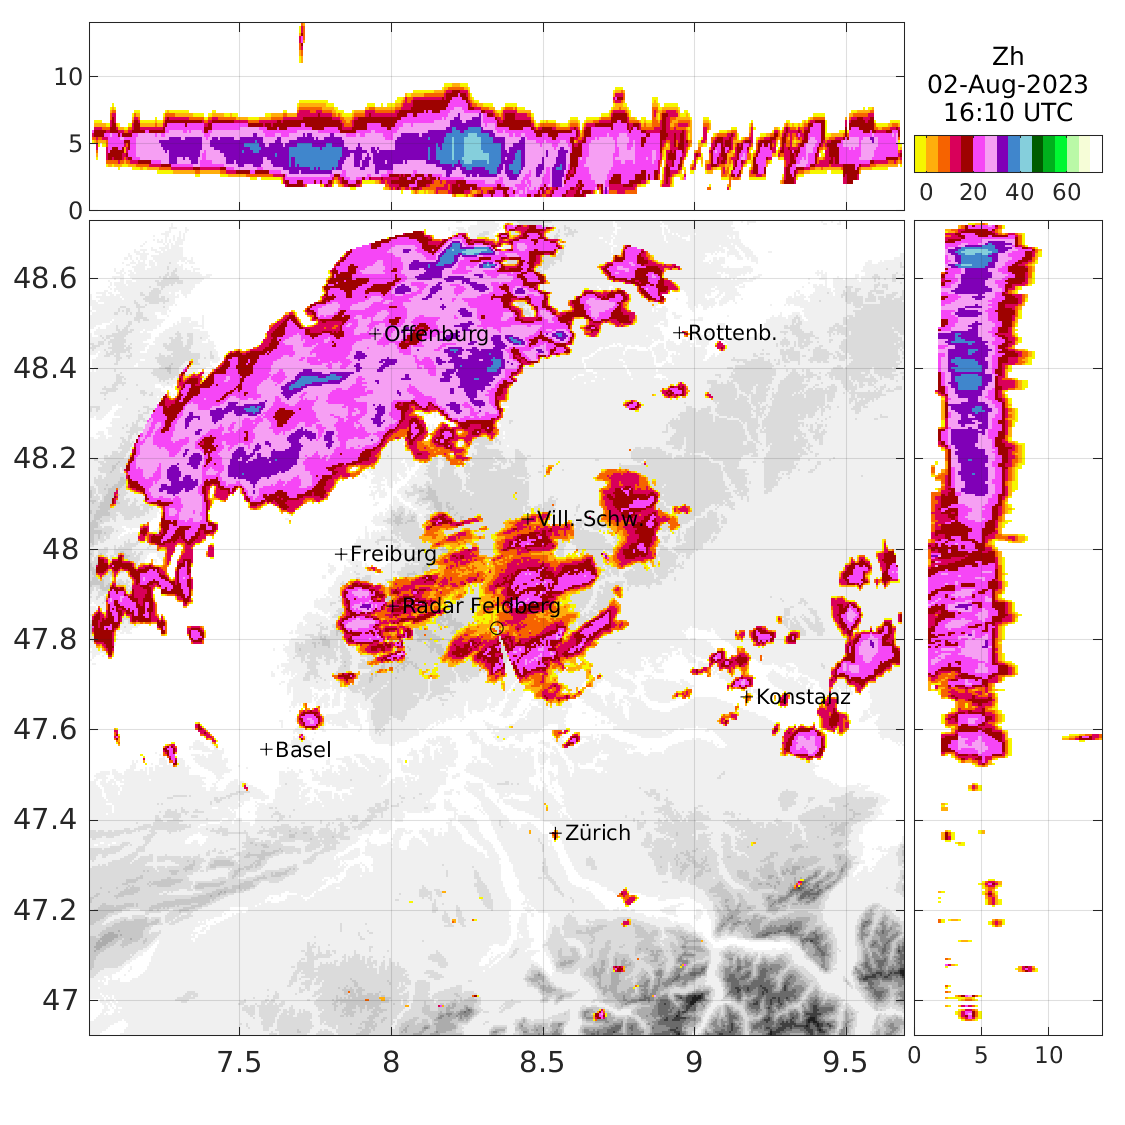 10
5
0
Zh
02-Aug-2023
16:10 UTC
0
20
40
60
48.6
48.4
48.2
48
47.8
47.6
47.4
47.2
47
Offenburg
Rottenb.
Vill.-Schw.
Freiburg
Radar Feldberg
Konstanz
Basel
Zürich
7.5
8
8.5
9
9.5
0
5
10